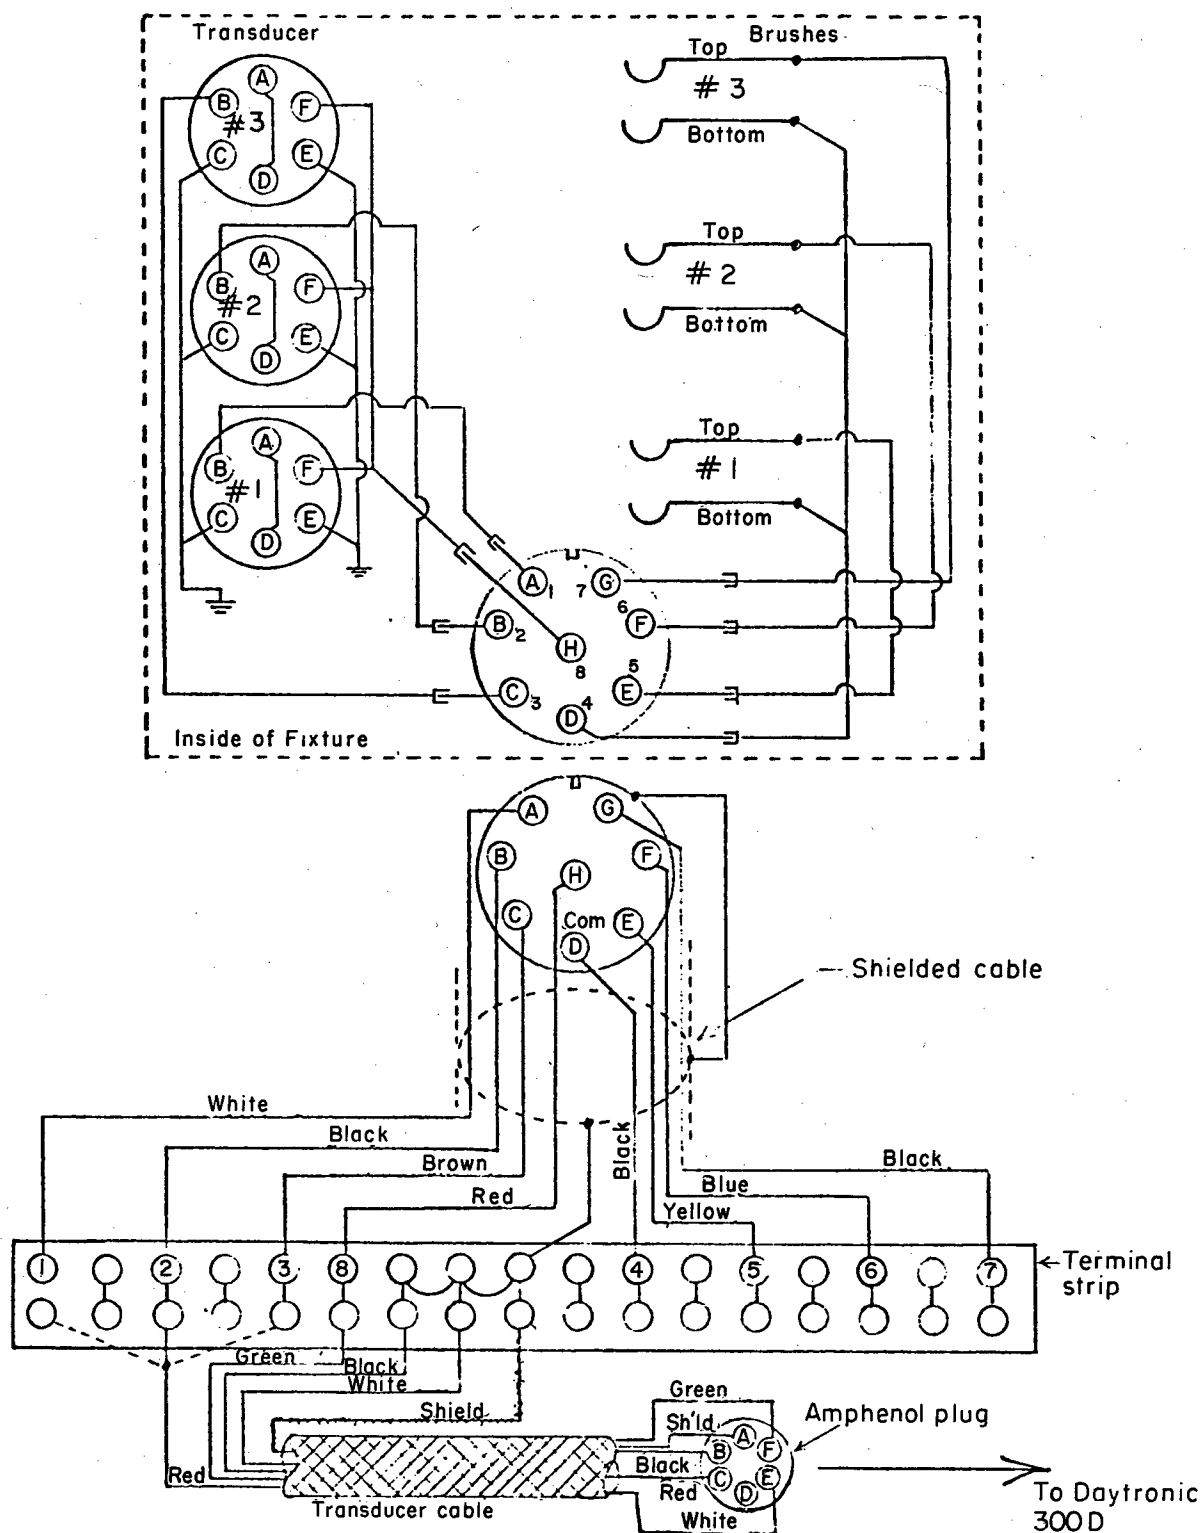 Transducer
Brushes
A
B
#3
F
C
E
D
Top
#3
Bottom
A
B
#2
F
C
E
D
Top
#2
Bottom
A
B
#1
F
C
E
D
Top
#1
Bottom
A 1
7 G
B 2
6 F
H 8
C 3
5 E
D 4
Inside of Fixture
A
G
B
F
H
C
Com
E
D
Shielded cable
White
Black
Brown
Red
Black
Black
Blue
Yellow
1 2 3 8 4 5 6 7
Terminal
strip
Green
Black
White
Shield
Red
Transducer cable
Green
Sh'ld
Black
Red
White
A
B
F
C
E
D
Amphenol plug
To Daytronic
300D